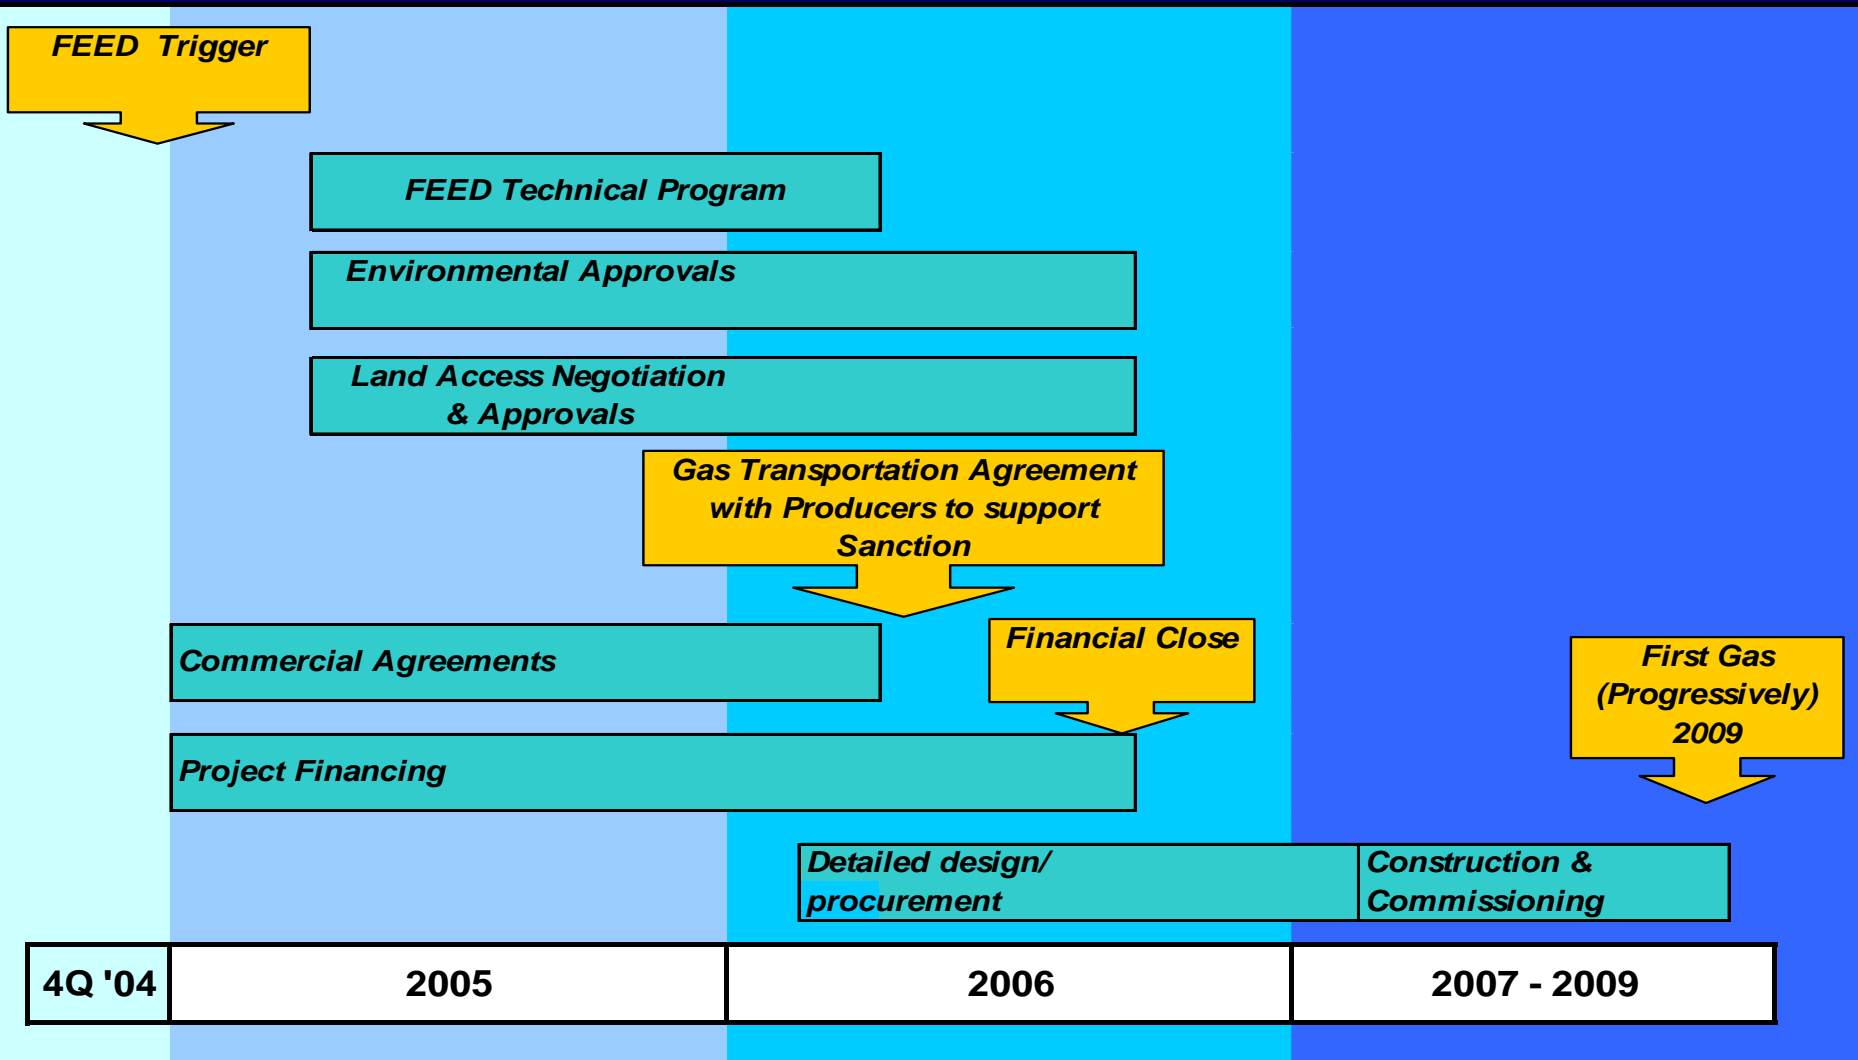 FEED Trigger
FEED Technical Program
Environmental Approvals
Land Access Negotiation
& Approvals
Gas Transportation Agreement
with Producers to support
Sanction
Commercial Agreements
Financial Close
First Gas
(Progressively)
2009
Project Financing
Detailed design/
procurement
Construction &
Commissioning
4Q '04
2005
2006
2007 - 2009